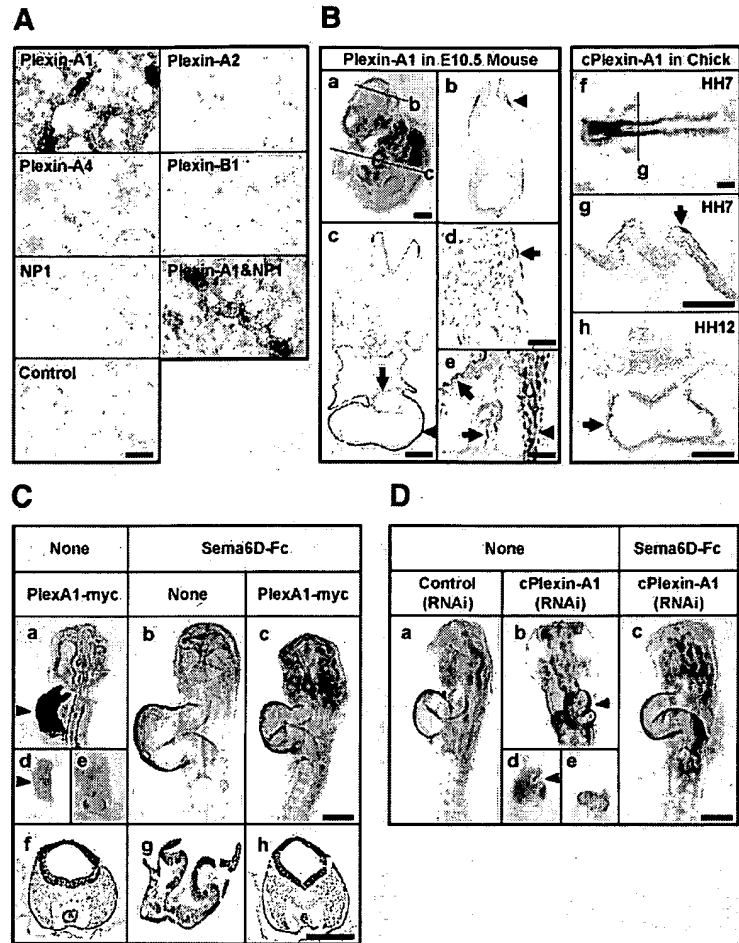 A
Plexin-A1
Plexin-A2
Plexin-A4
Plexin-B1
NP1
Plexin-A1&NP1
Control
B
Plexin-A1 in E10.5 Mouse
a
b
c
b
c
d
e
cPlexin-A1 in Chick
f
HH7
g
g
HH7
h
HH12
C
None
Sema6D-Fc
PlexA1-myc
None
PlexA1-myc
a
b
c
d
e
f
g
h
D
None
Sema6D-Fc
Control
(RNAi)
cPlexin-A1
(RNAi)
cPlexin-A1
(RNAi)
a
b
c
d
e